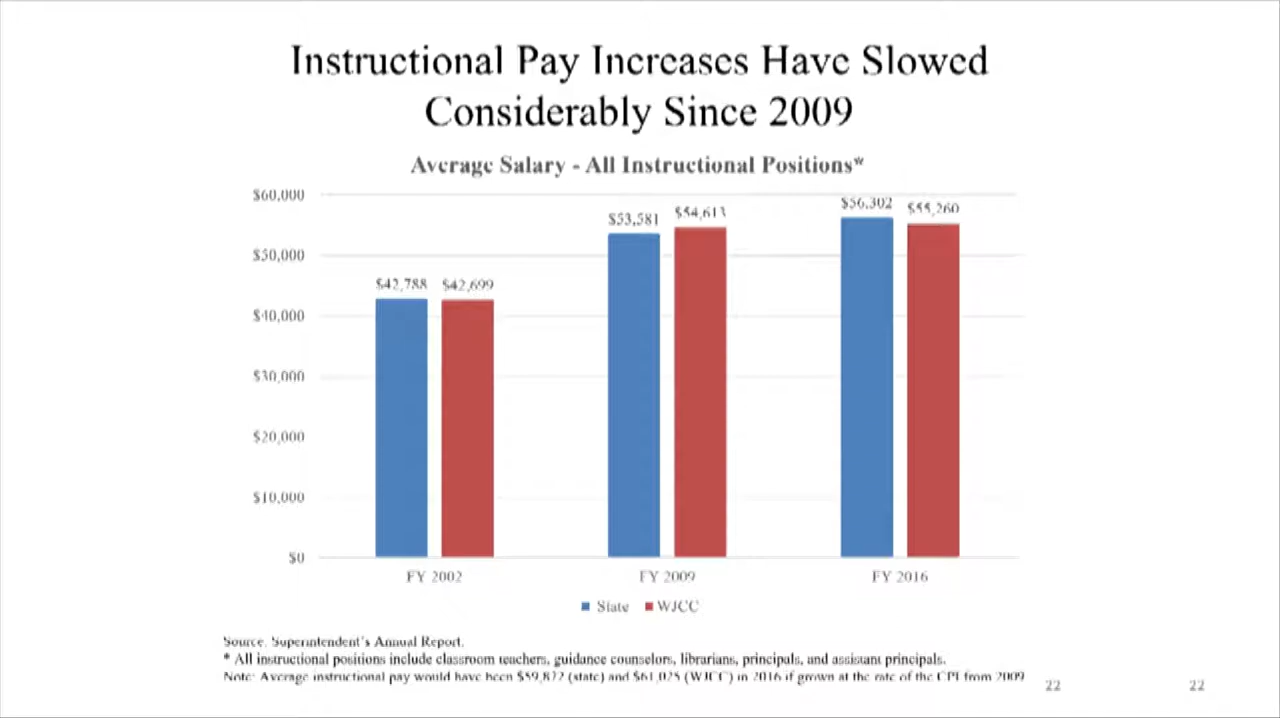 Instructional Pay Increases Have Slowed
Considerably Since 2009
Average Salary - All Instructional Positions*
$60,000
$50,000
$40,000
$30,000
$20,000
$10,000
$0
$42,788 $42,699
$53,581 $54,613
$56,302 $55,260
FY 2002 FY 2009 FY 2016
State WJCC
Source: Superintendent's Annual Report.
* All instructional positions include classroom teachers, guidance counselors, librarians, principals, and assistant principals.
Note: Average instructional pay would have been (state) and (WJCC) in 2016 if grown at the rate of the CPI from 2009
22 22